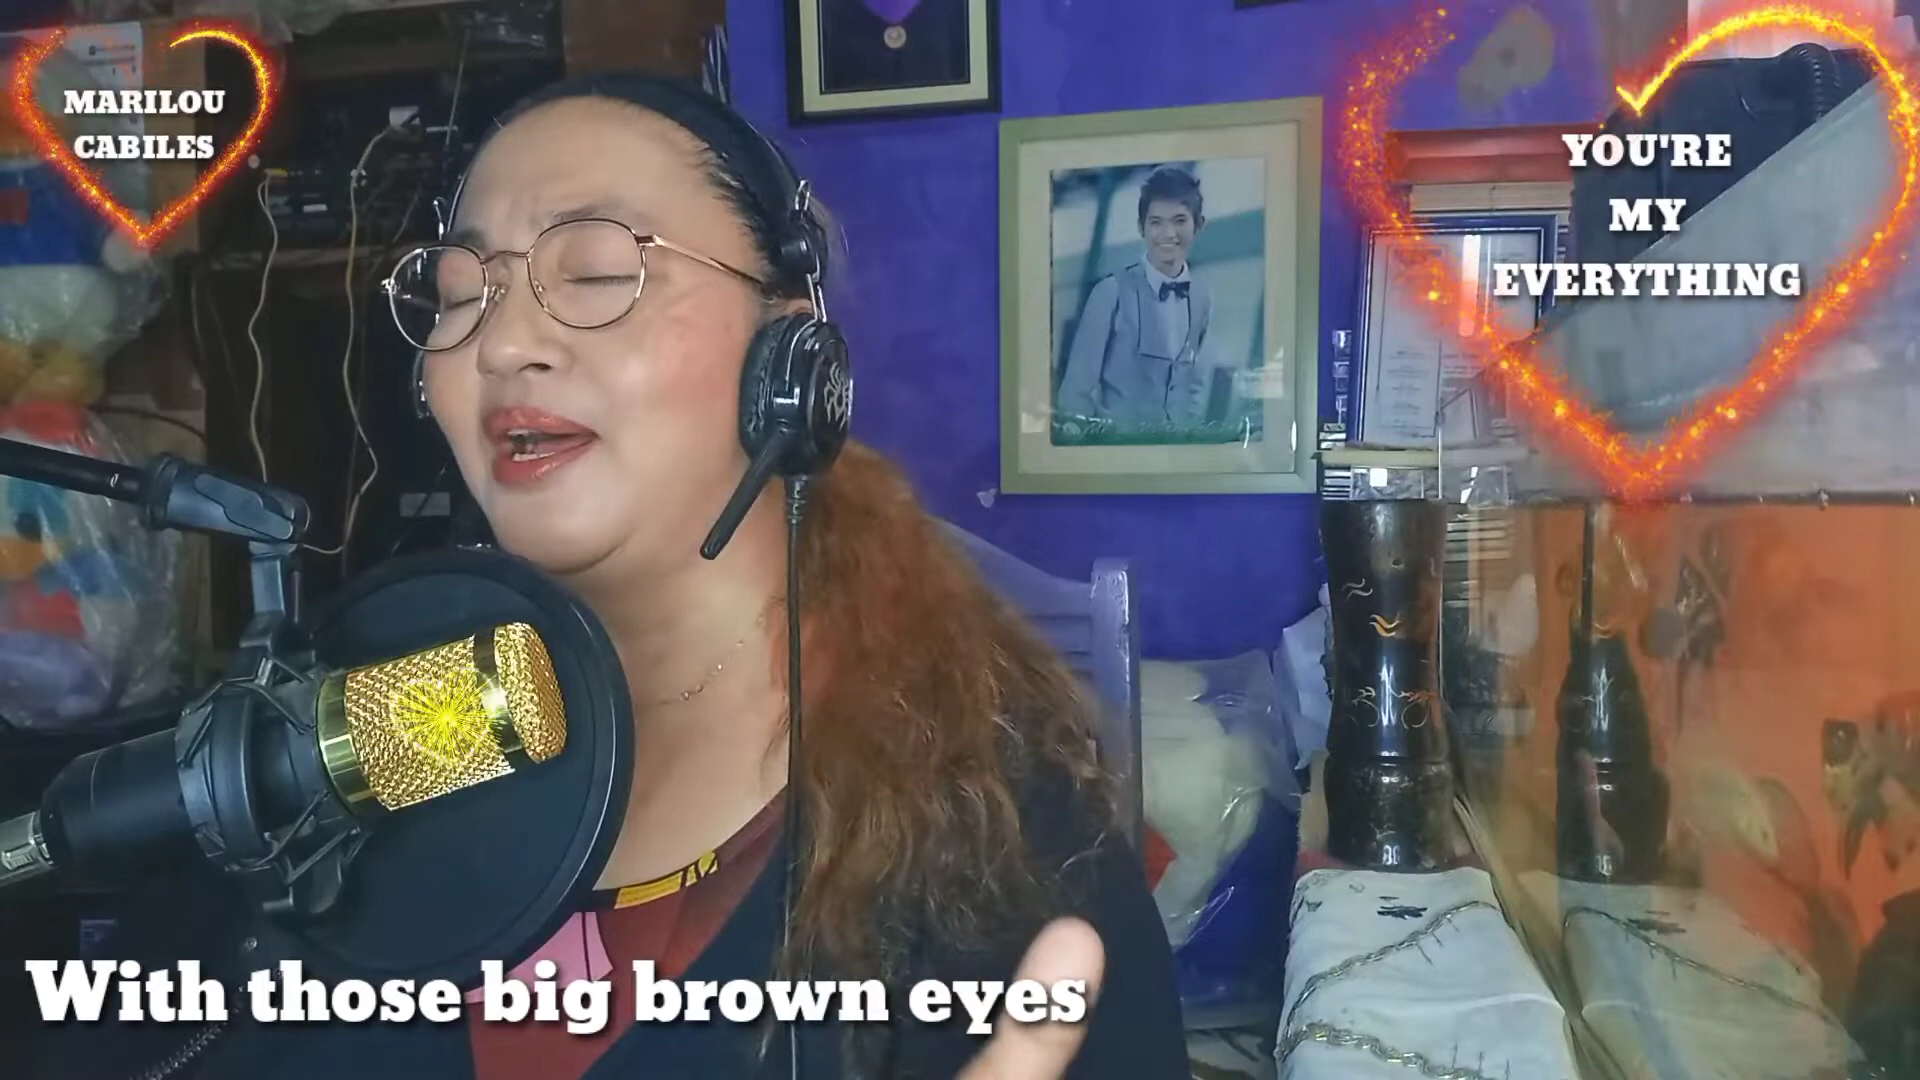 MARILOU
CABILES
YOU'RE
MY
EVERYTHING
With those big brown eyes